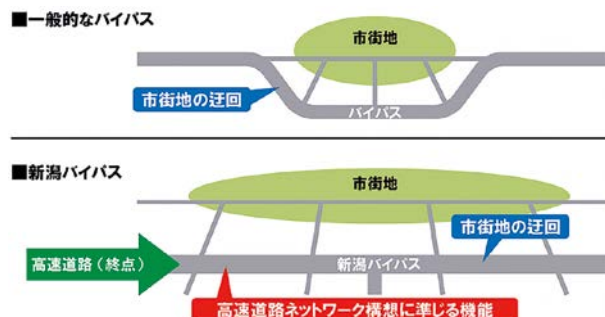 ■一般的なバイパス
市街地
市街地の迂回
バイパス
■新潟バイパス
市街地
市街地の迂回
高速道路（終点）
新潟バイパス
高速道路ネットワーク構想に準じる機能